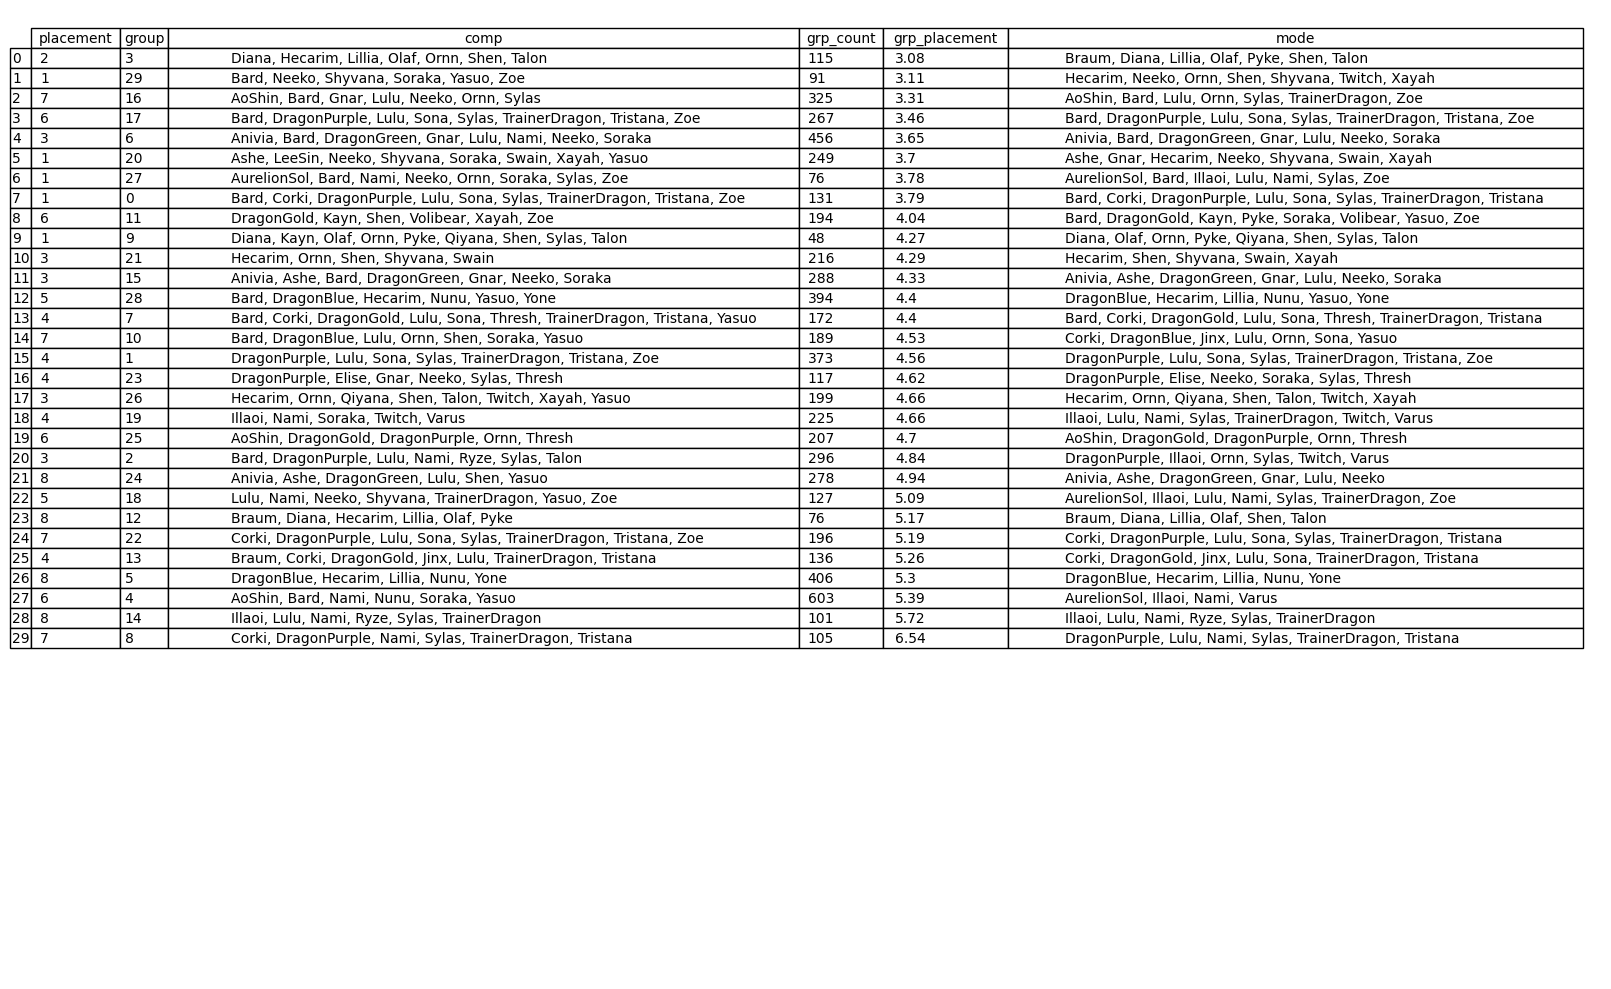 placement group comp grp_count grp_placement mode
0 2 3 Diana, Hecarim, Lillia, Olaf, Ornn, Shen, Talon 115 3.08 Braum, Diana, Lillia, Olaf, Pyke, Shen, Talon
1 1 29 Bard, Neeko, Shyvana, Soraka, Yasuo, Zoe 91 3.11 Hecarim, Neeko, Ornn, Shen, Shyvana, Twitch, Xayah
2 7 16 AoShin, Bard, Gnar, Lulu, Neeko, Ornn, Sylas 325 3.31 AoShin, Bard, Lulu, Ornn, Sylas, TrainerDragon, Zoe
3 6 17 Bard, DragonPurple, Lulu, Sona, Sylas, TrainerDragon, Tristana, Zoe 267 3.46 Bard, DragonPurple, Lulu, Sona, Sylas, TrainerDragon, Tristana, Zoe
4 3 6 Anivia, Bard, DragonGreen, Gnar, Lulu, Nami, Neeko, Soraka 456 3.65 Anivia, Bard, DragonGreen, Gnar, Lulu, Neeko, Soraka
5 1 20 Ashe, LeeSin, Neeko, Shyvana, Soraka, Swain, Xayah, Yasuo 249 3.7 Ashe, Gnar, Hecarim, Neeko, Shyvana, Swain, Xayah
6 1 27 AurelionSol, Bard, Nami, Neeko, Ornn, Soraka, Sylas, Zoe 76 3.78 AurelionSol, Bard, Illaoi, Lulu, Nami, Sylas, Zoe
7 1 0 Bard, Corki, DragonPurple, Lulu, Sona, Sylas, TrainerDragon, Tristana, Zoe 131 3.79 Bard, Corki, DragonPurple, Lulu, Sona, Sylas, TrainerDragon, Tristana
8 6 11 DragonGold, Kayn, Shen, Volibear, Xayah, Zoe 194 4.04 Bard, DragonGold, Kayn, Pyke, Soraka, Volibear, Yasuo, Zoe
9 1 9 Diana, Kayn, Olaf, Ornn, Pyke, Qiyana, Shen, Sylas, Talon 48 4.27 Diana, Olaf, Ornn, Pyke, Qiyana, Shen, Sylas, Talon
10 3 21 Hecarim, Ornn, Shen, Shyvana, Swain 216 4.29 Hecarim, Shen, Shyvana, Swain, Xayah
11 3 15 Anivia, Ashe, Bard, DragonGreen, Gnar, Neeko, Soraka 288 4.33 Anivia, Ashe, DragonGreen, Gnar, Lulu, Neeko, Soraka
12 5 28 Bard, DragonBlue, Hecarim, Nunu, Yasuo, Yone 394 4.4 DragonBlue, Hecarim, Lillia, Nunu, Yasuo, Yone
13 4 7 Bard, Corki, DragonGold, Lulu, Sona, Thresh, TrainerDragon, Tristana, Yasuo 172 4.4 Bard, Corki, DragonGold, Lulu, Sona, Thresh, TrainerDragon, Tristana
14 7 10 Bard, DragonBlue, Lulu, Ornn, Shen, Soraka, Yasuo 189 4.53 Corki, DragonBlue, Jinx, Lulu, Ornn, Sona, Yasuo
15 4 1 DragonPurple, Lulu, Sona, Sylas, TrainerDragon, Tristana, Zoe 373 4.56 DragonPurple, Lulu, Sona, Sylas, TrainerDragon, Tristana, Zoe
16 4 23 DragonPurple, Elise, Gnar, Neeko, Sylas, Thresh 117 4.62 DragonPurple, Elise, Neeko, Soraka, Sylas, Thresh
17 3 26 Hecarim, Ornn, Qiyana, Shen, Talon, Twitch, Xayah, Yasuo 199 4.66 Hecarim, Ornn, Qiyana, Shen, Talon, Twitch, Xayah
18 4 19 Illaoi, Nami, Soraka, Twitch, Varus 225 4.66 Illaoi, Lulu, Nami, Sylas, TrainerDragon, Twitch, Varus
19 6 25 AoShin, DragonGold, DragonPurple, Ornn, Thresh 207 4.7 AoShin, DragonGold, DragonPurple, Ornn, Thresh
20 3 2 Bard, DragonPurple, Lulu, Nami, Ryze, Sylas, Talon 296 4.84 DragonPurple, Illaoi, Ornn, Sylas, Twitch, Varus
21 8 24 Anivia, Ashe, DragonGreen, Lulu, Shen, Yasuo 278 4.94 Anivia, Ashe, DragonGreen, Gnar, Lulu, Neeko
22 5 18 Lulu, Nami, Neeko, Shyvana, TrainerDragon, Yasuo, Zoe 127 5.09 AurelionSol, Illaoi, Lulu, Nami, Sylas, TrainerDragon, Zoe
23 8 12 Braum, Diana, Hecarim, Lillia, Olaf, Pyke 76 5.17 Braum, Diana, Lillia, Olaf, Shen, Talon
24 7 22 Corki, DragonPurple, Lulu, Sona, Sylas, TrainerDragon, Tristana, Zoe 196 5.19 Corki, DragonPurple, Lulu, Sona, Sylas, TrainerDragon, Tristana
25 4 13 Braum, Corki, DragonGold, Jinx, Lulu, TrainerDragon, Tristana 136 5.26 Corki, DragonGold, Jinx, Lulu, Sona, TrainerDragon, Tristana
26 8 5 DragonBlue, Hecarim, Lillia, Nunu, Yone 406 5.3 DragonBlue, Hecarim, Lillia, Nunu, Yone
27 6 4 AoShin, Bard, Nami, Nunu, Soraka, Yasuo 603 5.39 AurelionSol, Illaoi, Nami, Varus
28 8 14 Illaoi, Lulu, Nami, Ryze, Sylas, TrainerDragon 101 5.72 Illaoi, Lulu, Nami, Ryze, Sylas, TrainerDragon
29 7 8 Corki, DragonPurple, Nami, Sylas, TrainerDragon, Tristana 105 6.54 DragonPurple, Lulu, Nami, Sylas, TrainerDragon, Tristana